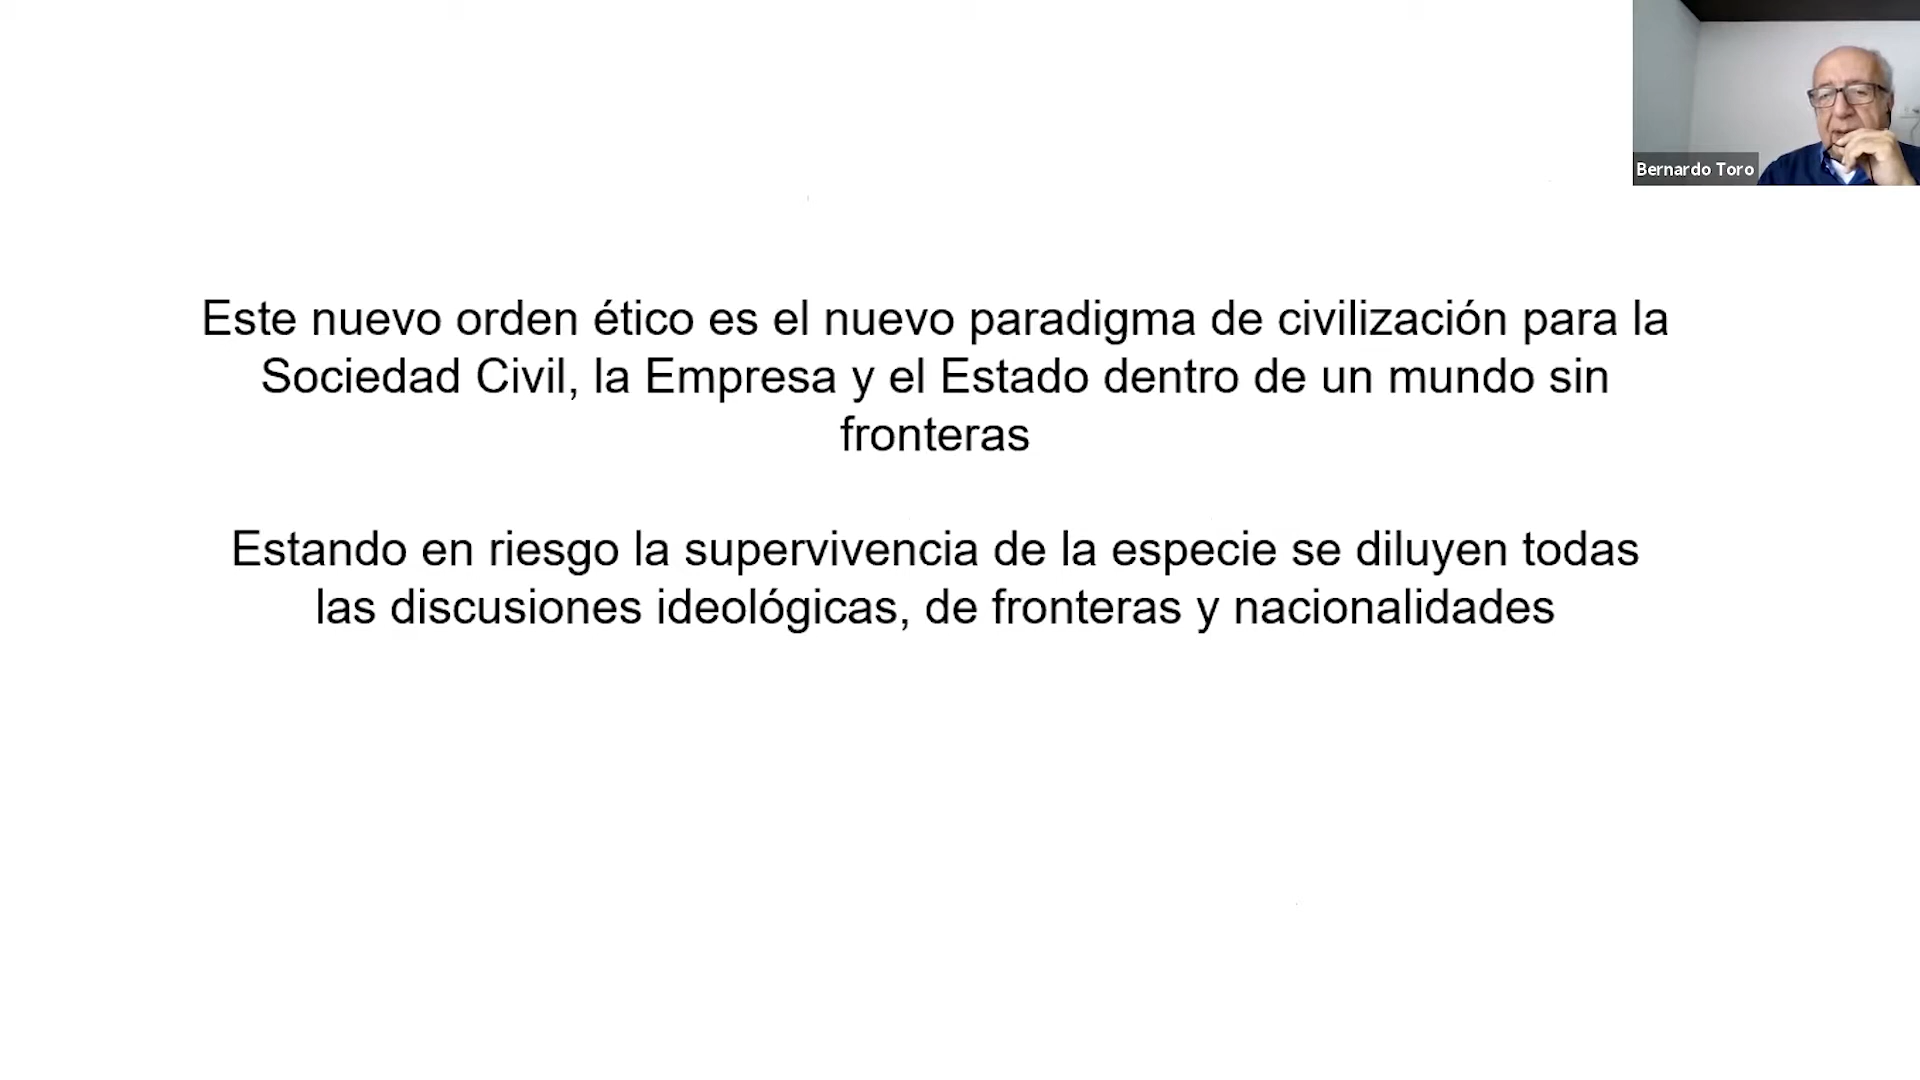 Bernardo Toro
Este nuevo orden ético es el nuevo paradigma de civilización para la
Sociedad Civil, la Empresa y el Estado dentro de un mundo sin
fronteras
Estando en riesgo la supervivencia de la especie se diluyen todas
las discusiones ideológicas, de fronteras y nacionalidades